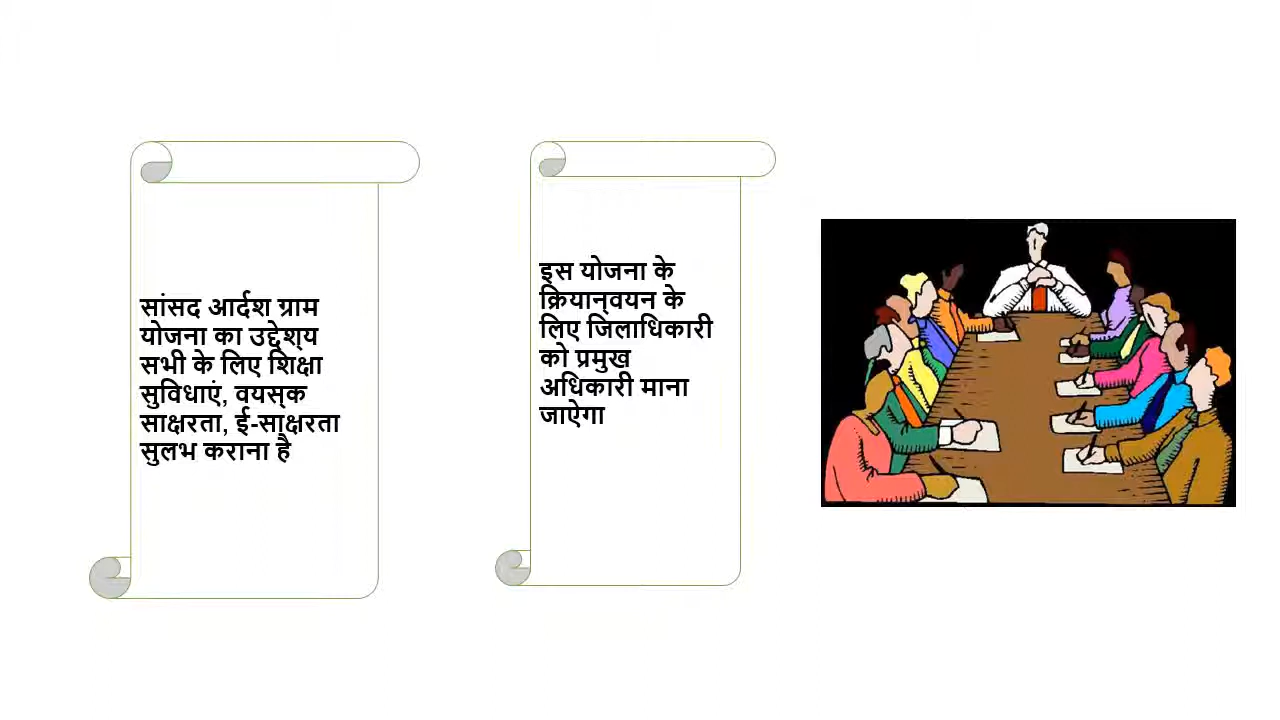 सांसद आर्दश ग्राम
योजना का उद्देश्य
सभी के लिए शिक्षा
सुविधाएं, वयस्क
साक्षरता, ई-साक्षरता
सुलभ कराना है
इस योजना के
क्रियान्वयन के
लिए जिलाधिकारी
को प्रमुख
अधिकारी माना
जाऐगा